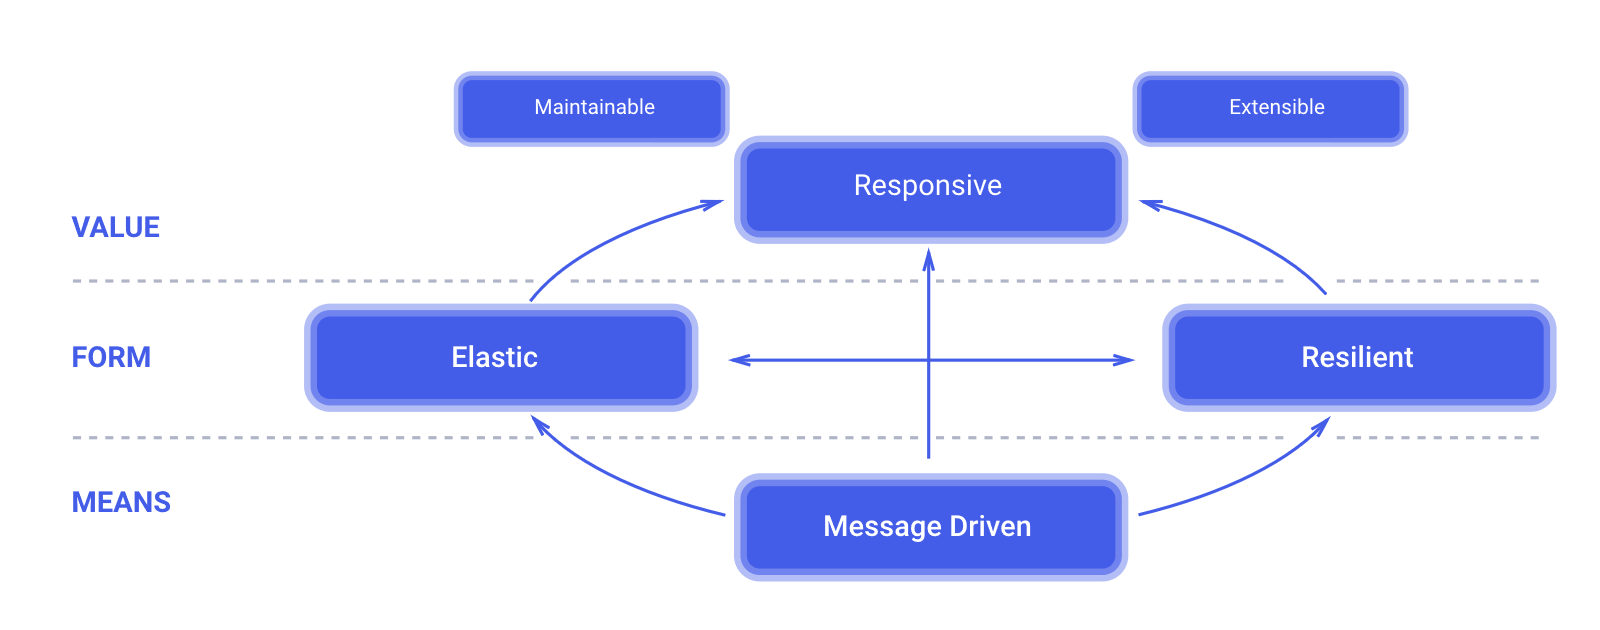 Maintainable
Extensible
Responsive
VALUE
FORM
Elastic
Resilient
MEANS
Message Driven